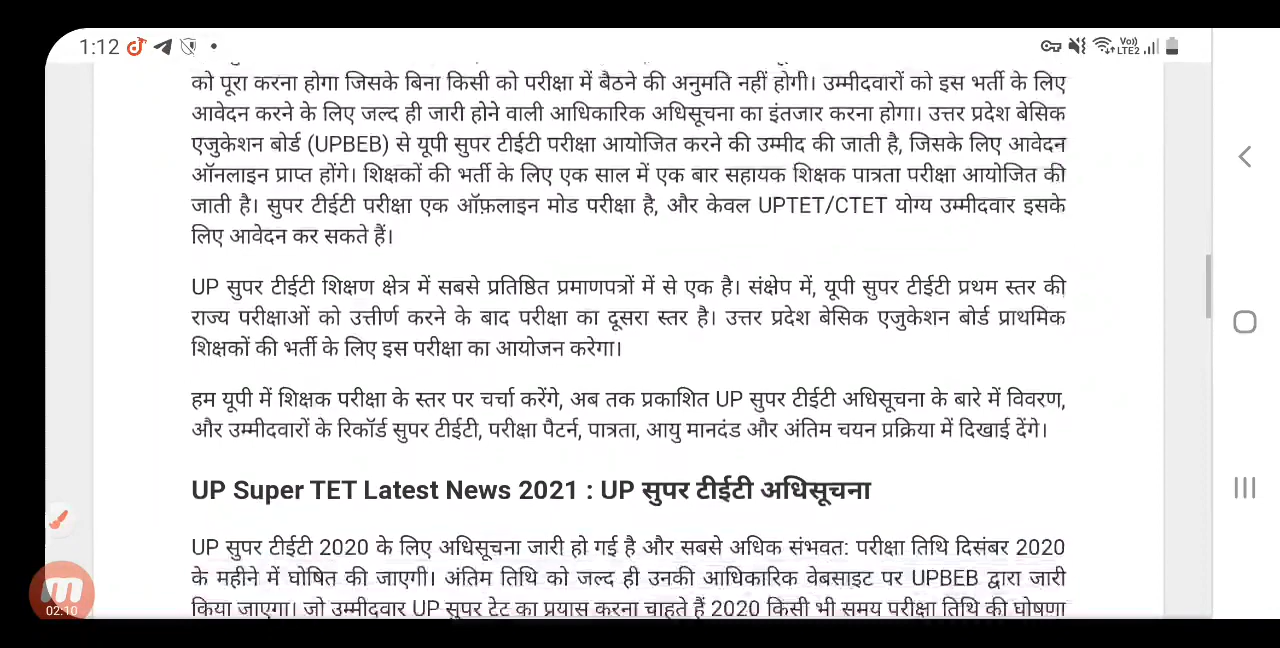 1:12
Vo)) LTE2
को पूरा करना होगा जिसके बिना किसी को परीक्षा में बैठने की अनुमति नहीं होगी। उम्मीदवारों को इस भर्ती के लिए
आवेदन करने के लिए जल्द ही जारी होने वाली आधिकारिक अधिसूचना का इंतजार करना होगा। उत्तर प्रदेश बेसिक
एजुकेशन बोर्ड (UPBEB) से यूपी सुपर टीईटी परीक्षा आयोजित करने की उम्मीद की जाती है, जिसके लिए आवेदन
ऑनलाइन प्राप्त होंगे। शिक्षकों की भर्ती के लिए एक साल में एक बार सहायक शिक्षक पात्रता परीक्षा आयोजित की
जाती है। सुपर टीईटी परीक्षा एक ऑफ़लाइन मोड परीक्षा है, और केवल UPTET/CTET योग्य उम्मीदवार इसके
लिए आवेदन कर सकते हैं।
UP सुपर टीईटी शिक्षण क्षेत्र में सबसे प्रतिष्ठित प्रमाणपत्रों में से एक है। संक्षेप में, यूपी सुपर टीईटी प्रथम स्तर की
राज्य परीक्षाओं को उत्तीर्ण करने के बाद परीक्षा का दूसरा स्तर है। उत्तर प्रदेश बेसिक एजुकेशन बोर्ड प्राथमिक
शिक्षकों की भर्ती के लिए इस परीक्षा का आयोजन करेगा।
हम यूपी में शिक्षक परीक्षा के स्तर पर चर्चा करेंगे, अब तक प्रकाशित UP सुपर टीईटी अधिसूचना के बारे में विवरण,
और उम्मीदवारों के रिकॉर्ड सुपर टीईटी, परीक्षा पैटर्न, पात्रता, आयु मानदंड और अंतिम चयन प्रक्रिया में दिखाई देंगे।
UP Super TET Latest News 2021 : UP सुपर टीईटी अधिसूचना
UP सुपर टीईटी 2020 के लिए अधिसूचना जारी हो गई है और सबसे अधिक संभवत: परीक्षा तिथि दिसंबर 2020
के महीने में घोषित की जाएगी। अंतिम तिथि को जल्द ही उनकी आधिकारिक वेबसाइट पर UPBEB द्वारा जारी
किया जाएगा। जो उम्मीदवार UP सुपर टेट का प्रयास करना चाहते हैं 2020 किसी भी समय परीक्षा तिथि की घोषणा
02:10